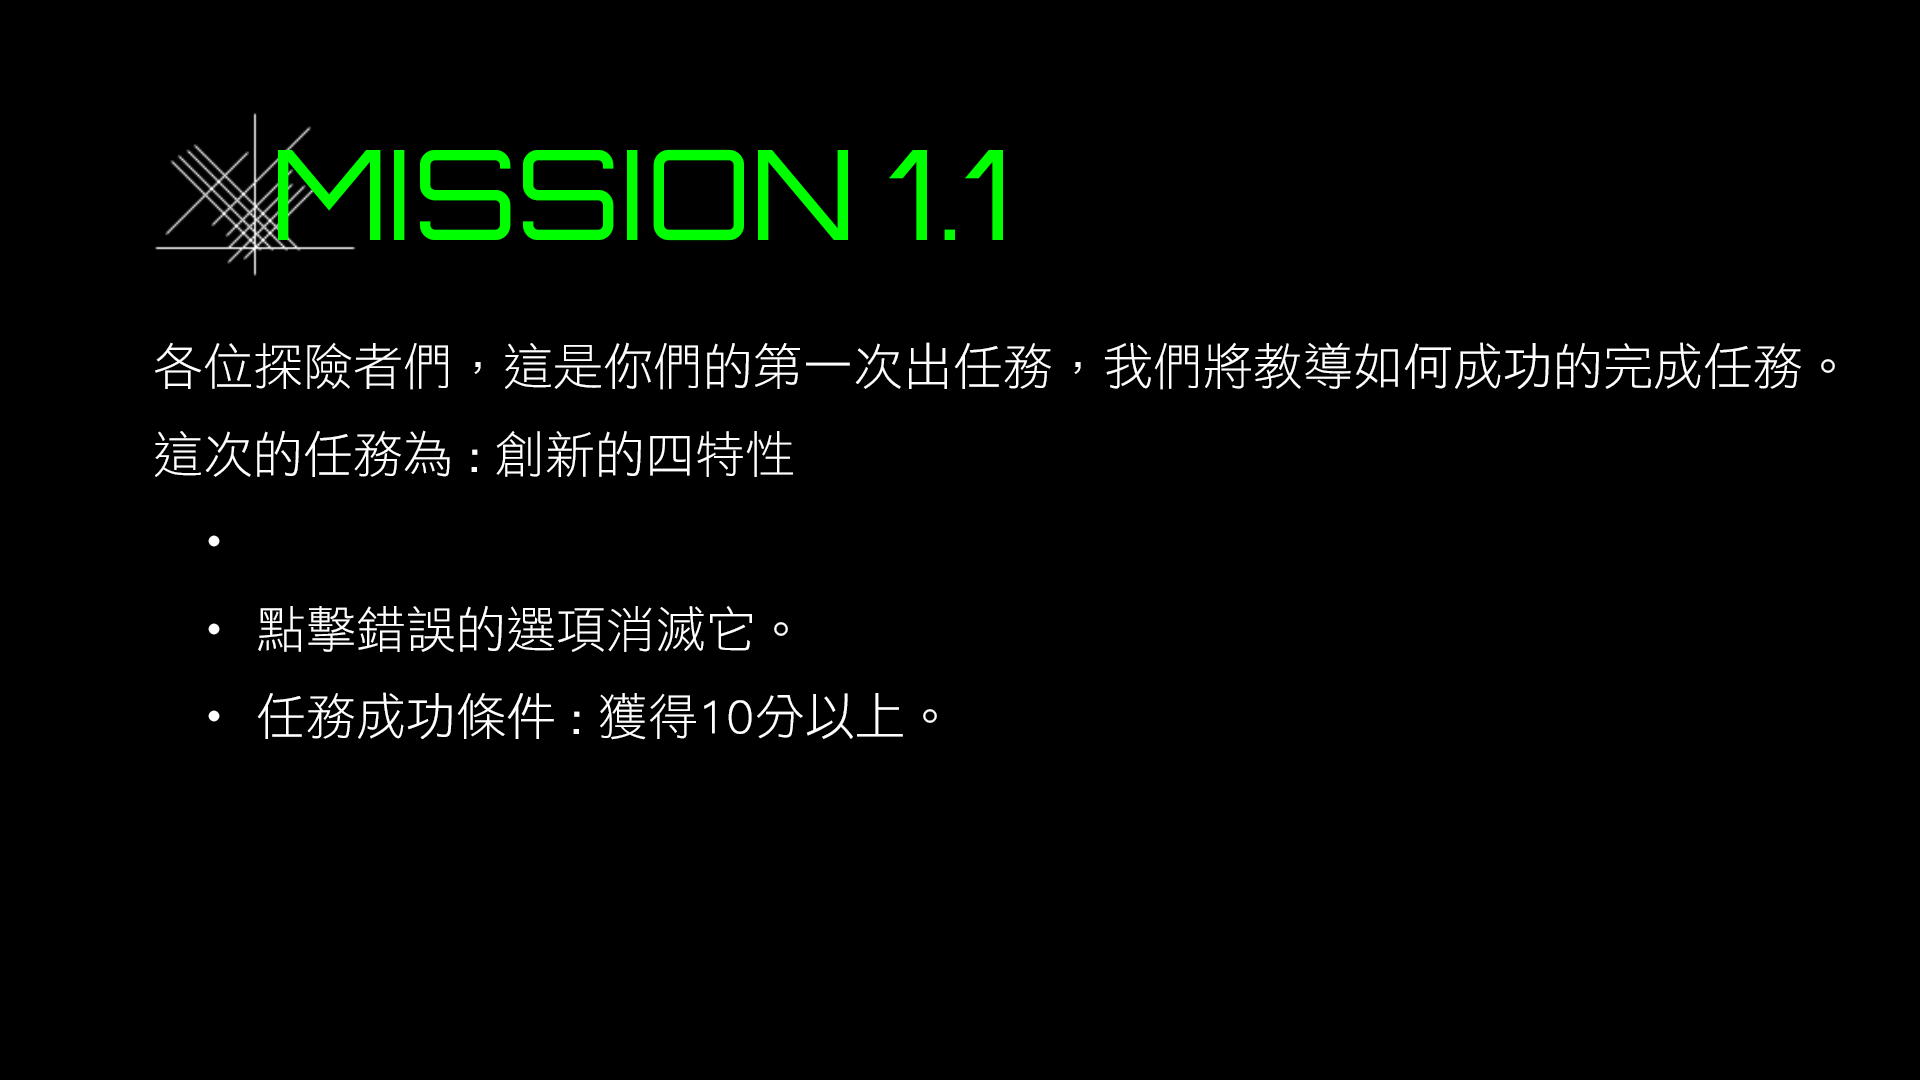 MISSION 1.1
各位探險者們，這是你們的第一次出任務，我們將教導如何成功的完成任務。
這次的任務為 : 創新的四特性
•
• 點擊錯誤的選項消滅它。
• 任務成功條件 : 獲得10分以上。